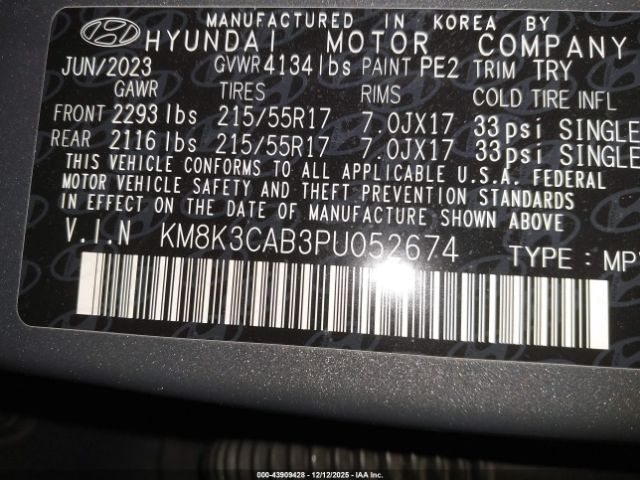 MANUFACTURED IN KOREA BY
HYUNDAI MOTOR COMPANY
JUN/2023 GVWR 4134 lbs PAINT PE2 TRIM TRY
GAWR TIRES RIMS COLD TIRE INFL
FRONT 2293 lbs 215/55R17 7.0JX17 33 psi SINGLE
REAR 2116 lbs 215/55R17 7.0JX17 33 psi SINGLE
THIS VEHICLE CONFORMS TO ALL APPLICABLE U.S.A. FEDERAL
MOTOR VEHICLE SAFETY AND THEFT PREVENTION STANDARDS
IN EFFECT ON THE DATE OF MANUFACTURE SHOWN ABOVE
V.I.N KM8K3CAB3PU052674 TYPE: MP
000-43909428 - 12/12/2025 - IAA Inc.